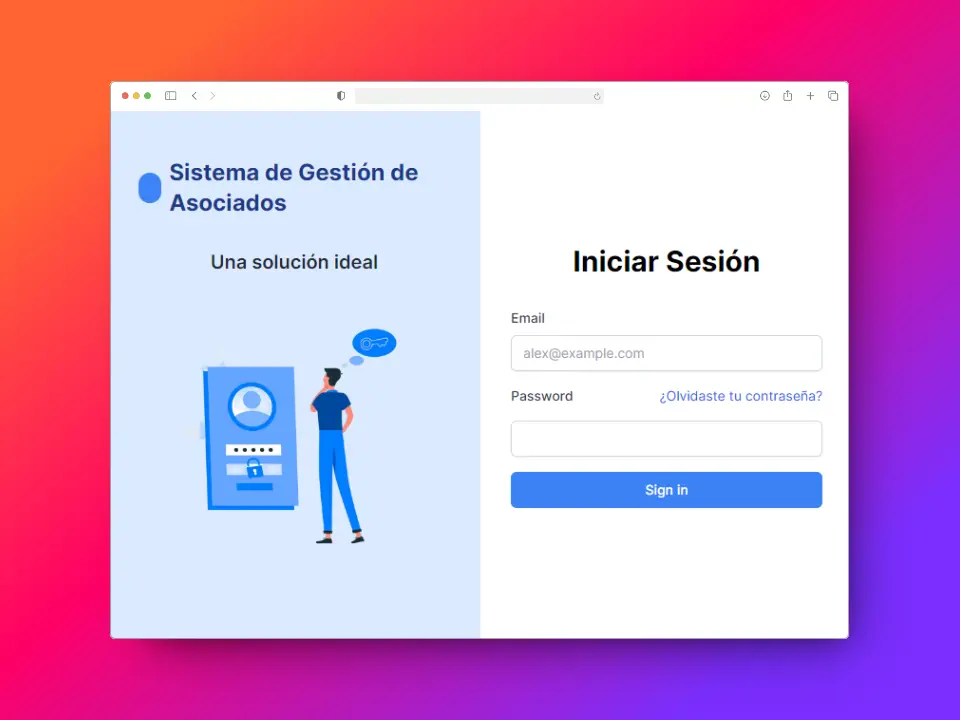 Sistema de Gestión de
Asociados
Una solución ideal
Iniciar Sesión
Email
alex@example.com
Password
¿Olvidaste tu contraseña?
Sign in